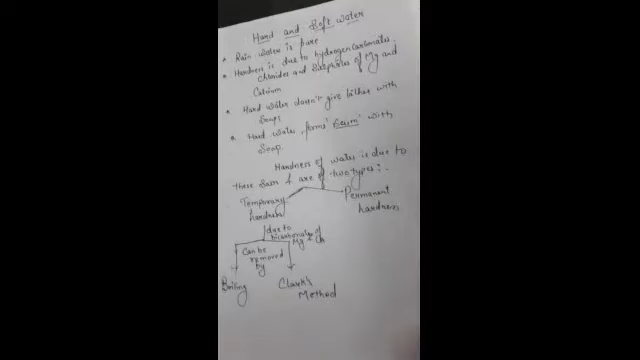 Hard and Soft water
* Rain water is pure
* Hardness is due to hydrogen carbonates
chlorides and Sulphates of Mg and
Calcium
* Hard water doesn't give lather with
Soaps
* Hard water forms 'Scum' with
Soap.
Hardness of water is due to
These Salts & are of two types:-
Temporary hardness
Permanent hardness
due to
bicarbonates of
Mg & Ca
Can be
removed
by
Boiling
Clark's
Method